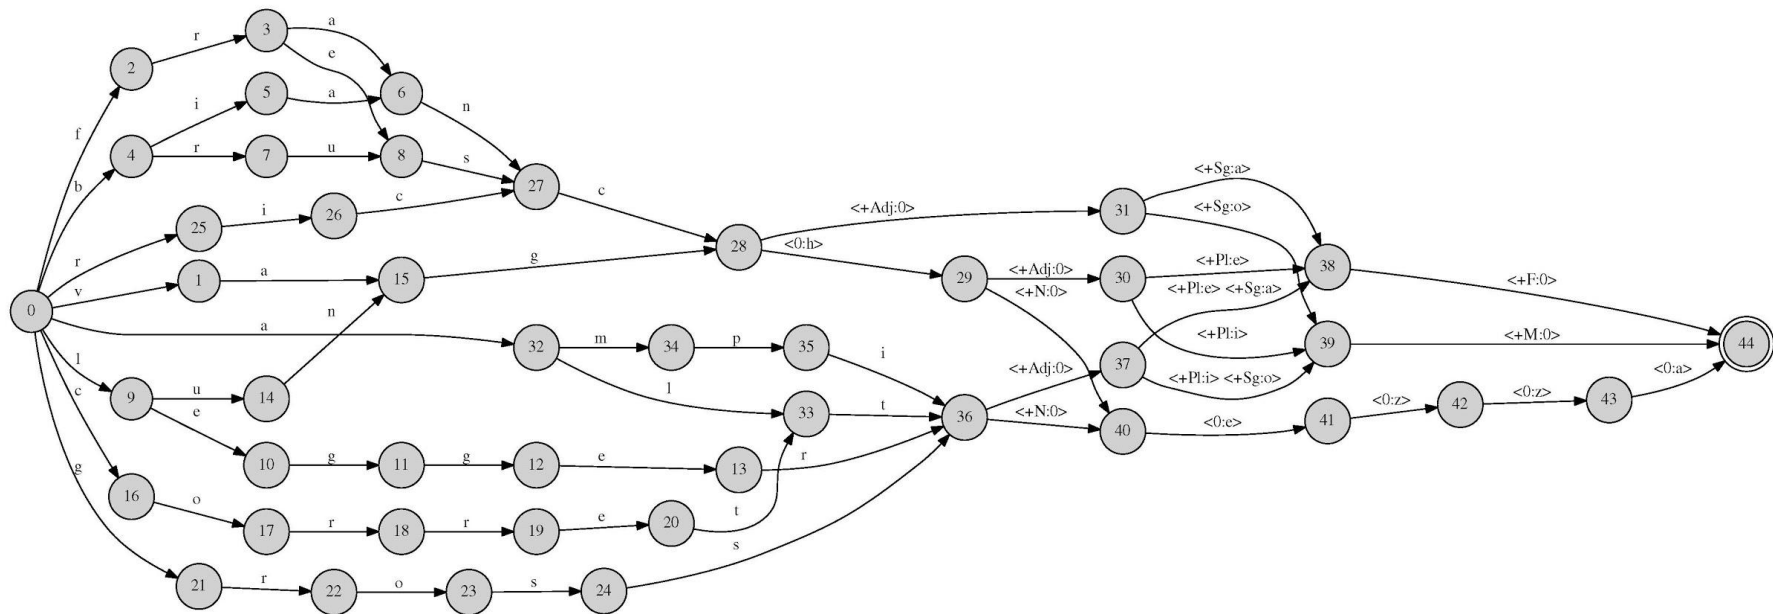 a
3
r
e
2
i
5
a
6
n
f
4
r
7
u
8
s
b
27
c
<+Sg:a>
25
i
26
c
<+Adj:0>
31
<+Sg:o>
r
28
<0:h>
38
<+F:0>
v
1
a
15
g
29
<+Adj:0>
30
<+Pl:e>
<+N:0>
<+Pl:e> <+Sg:a>
0
n
a
32
m
34
p
35
<+Pl:i>
39
<+M:0>
44
l
i
<+Adj:0>
37
<+Pl:i> <+Sg:o>
<0:a>
c
9
u
14
l
33
t
36
<+N:0>
40
<0:e>
41
<0:z>
42
<0:z>
43
e
g
10
g
11
g
12
e
13
r
16
o
17
r
18
r
19
e
20
t
s
21
r
22
o
23
s
24